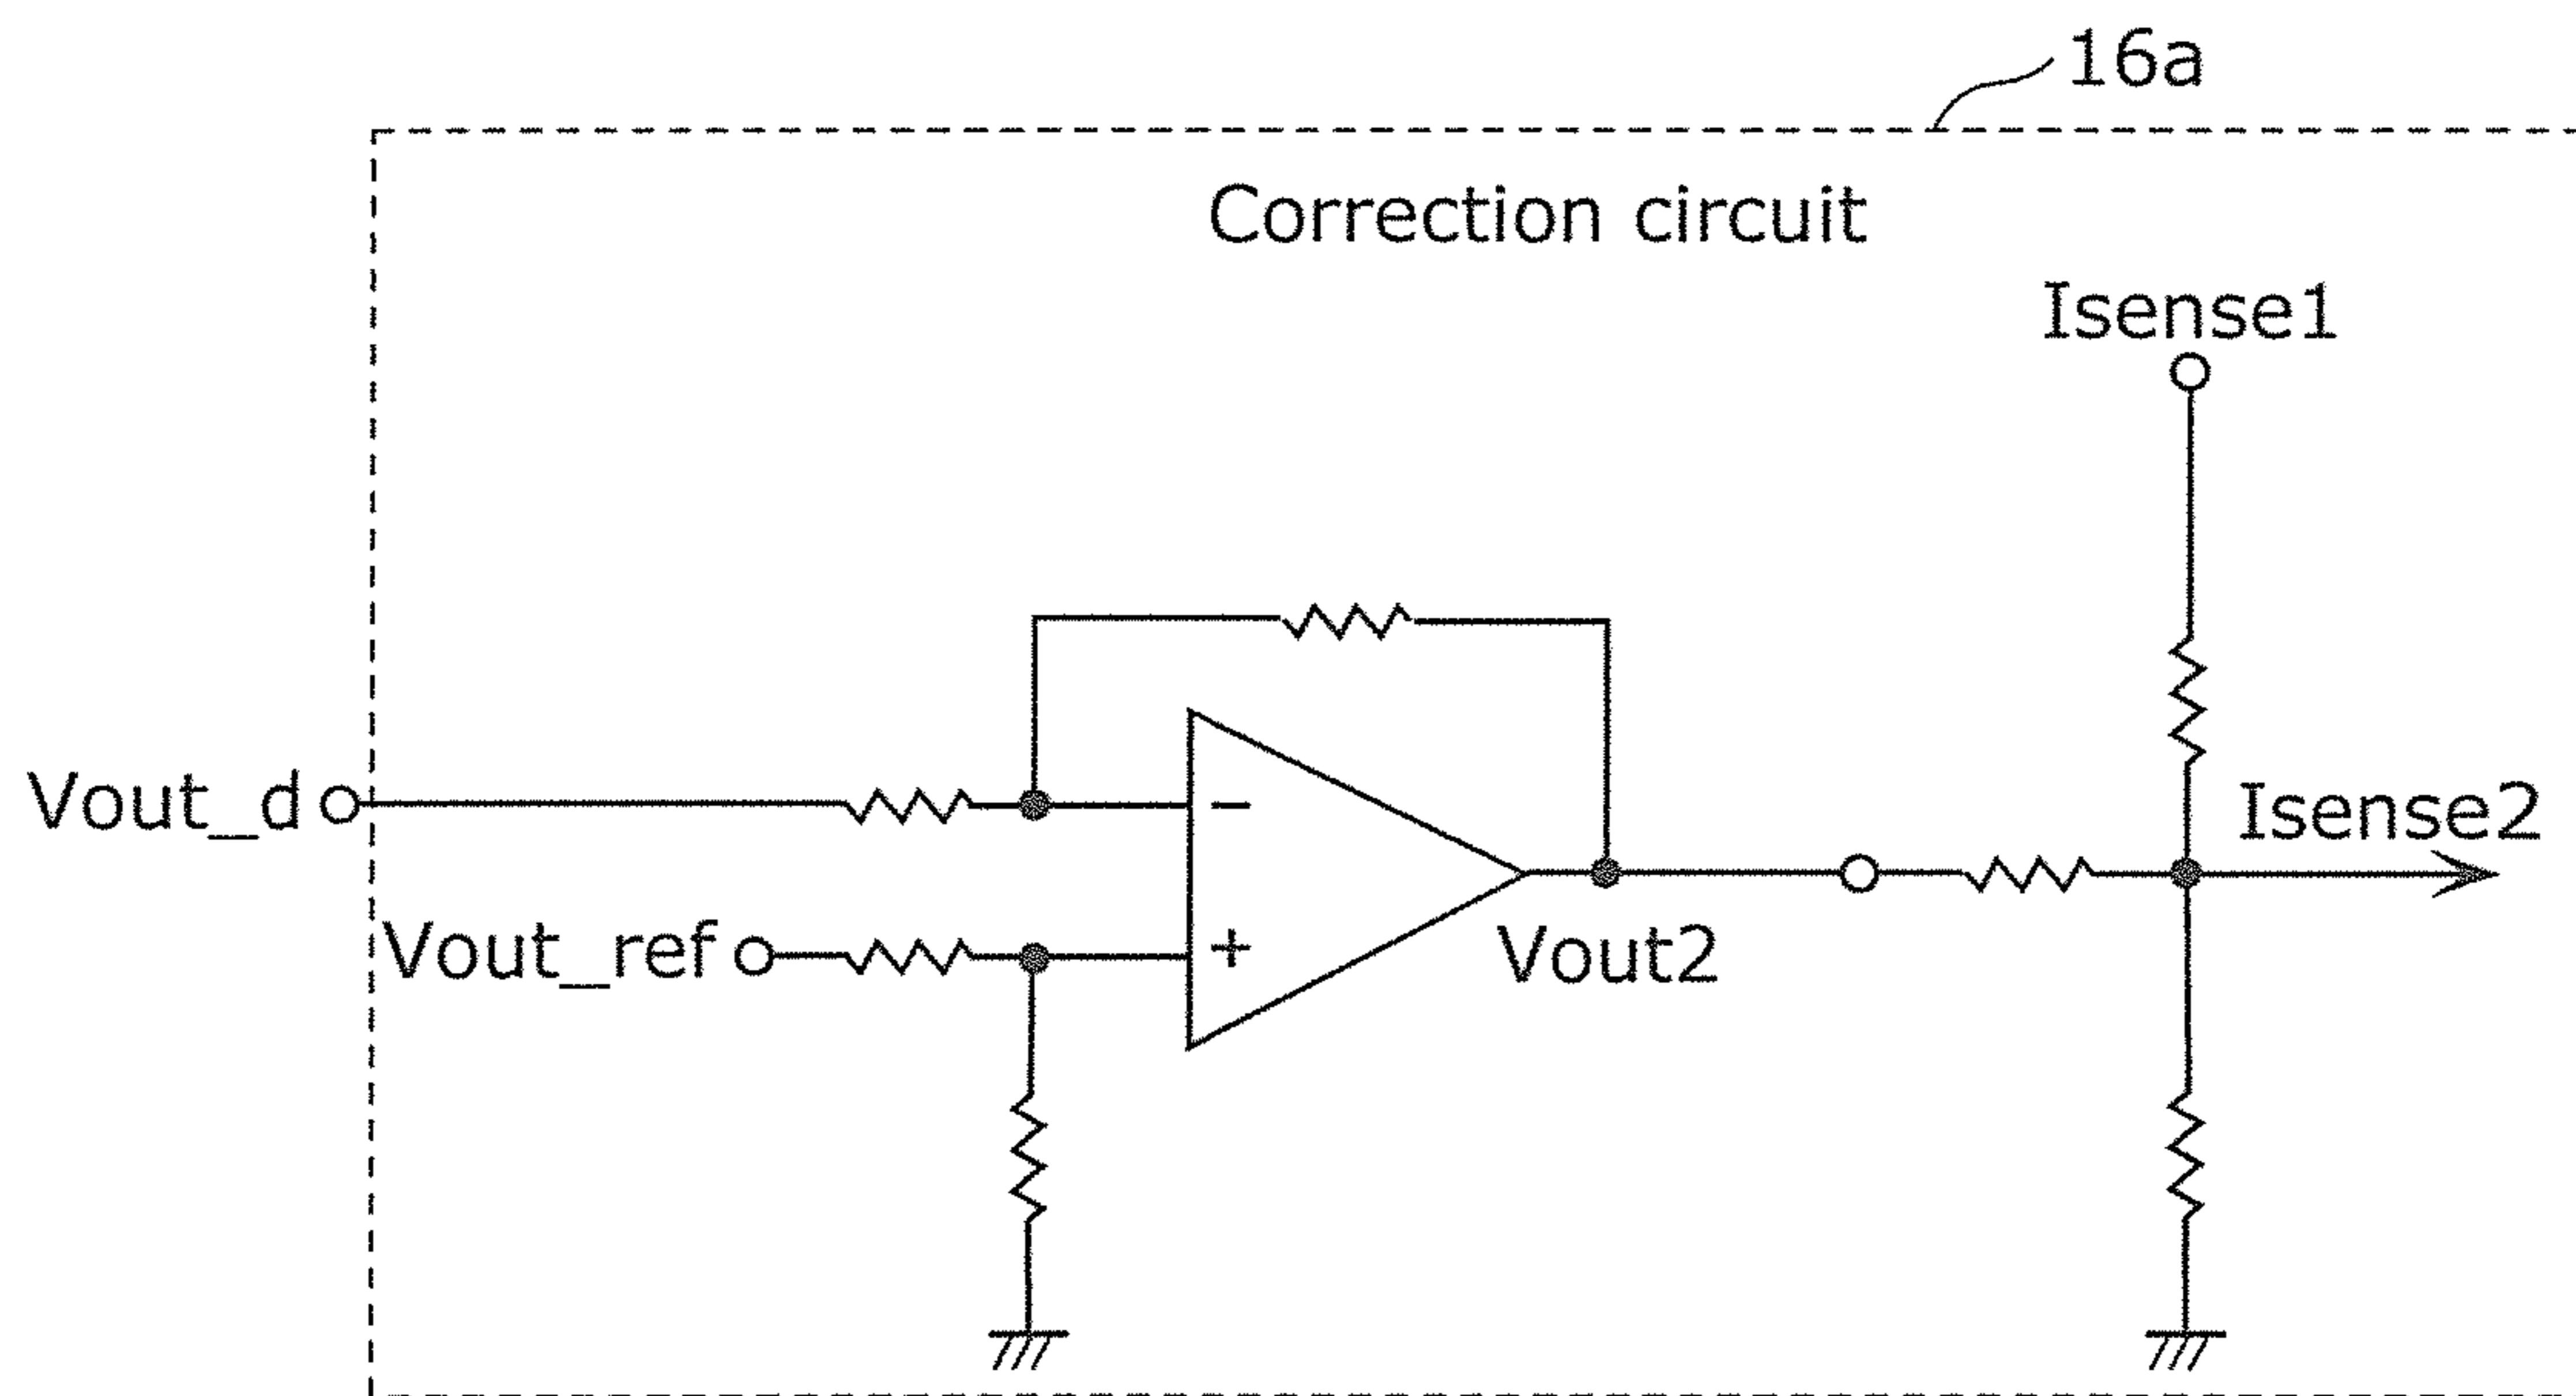 16a
Correction circuit
Isense1
Vout_d
Isense2
Vout_ref
Vout2
−
+